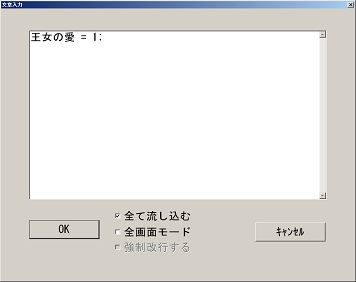 文章入力
王女の愛 = 1;
全て流し込む
全画面モード
強制改行する
OK
キャンセル